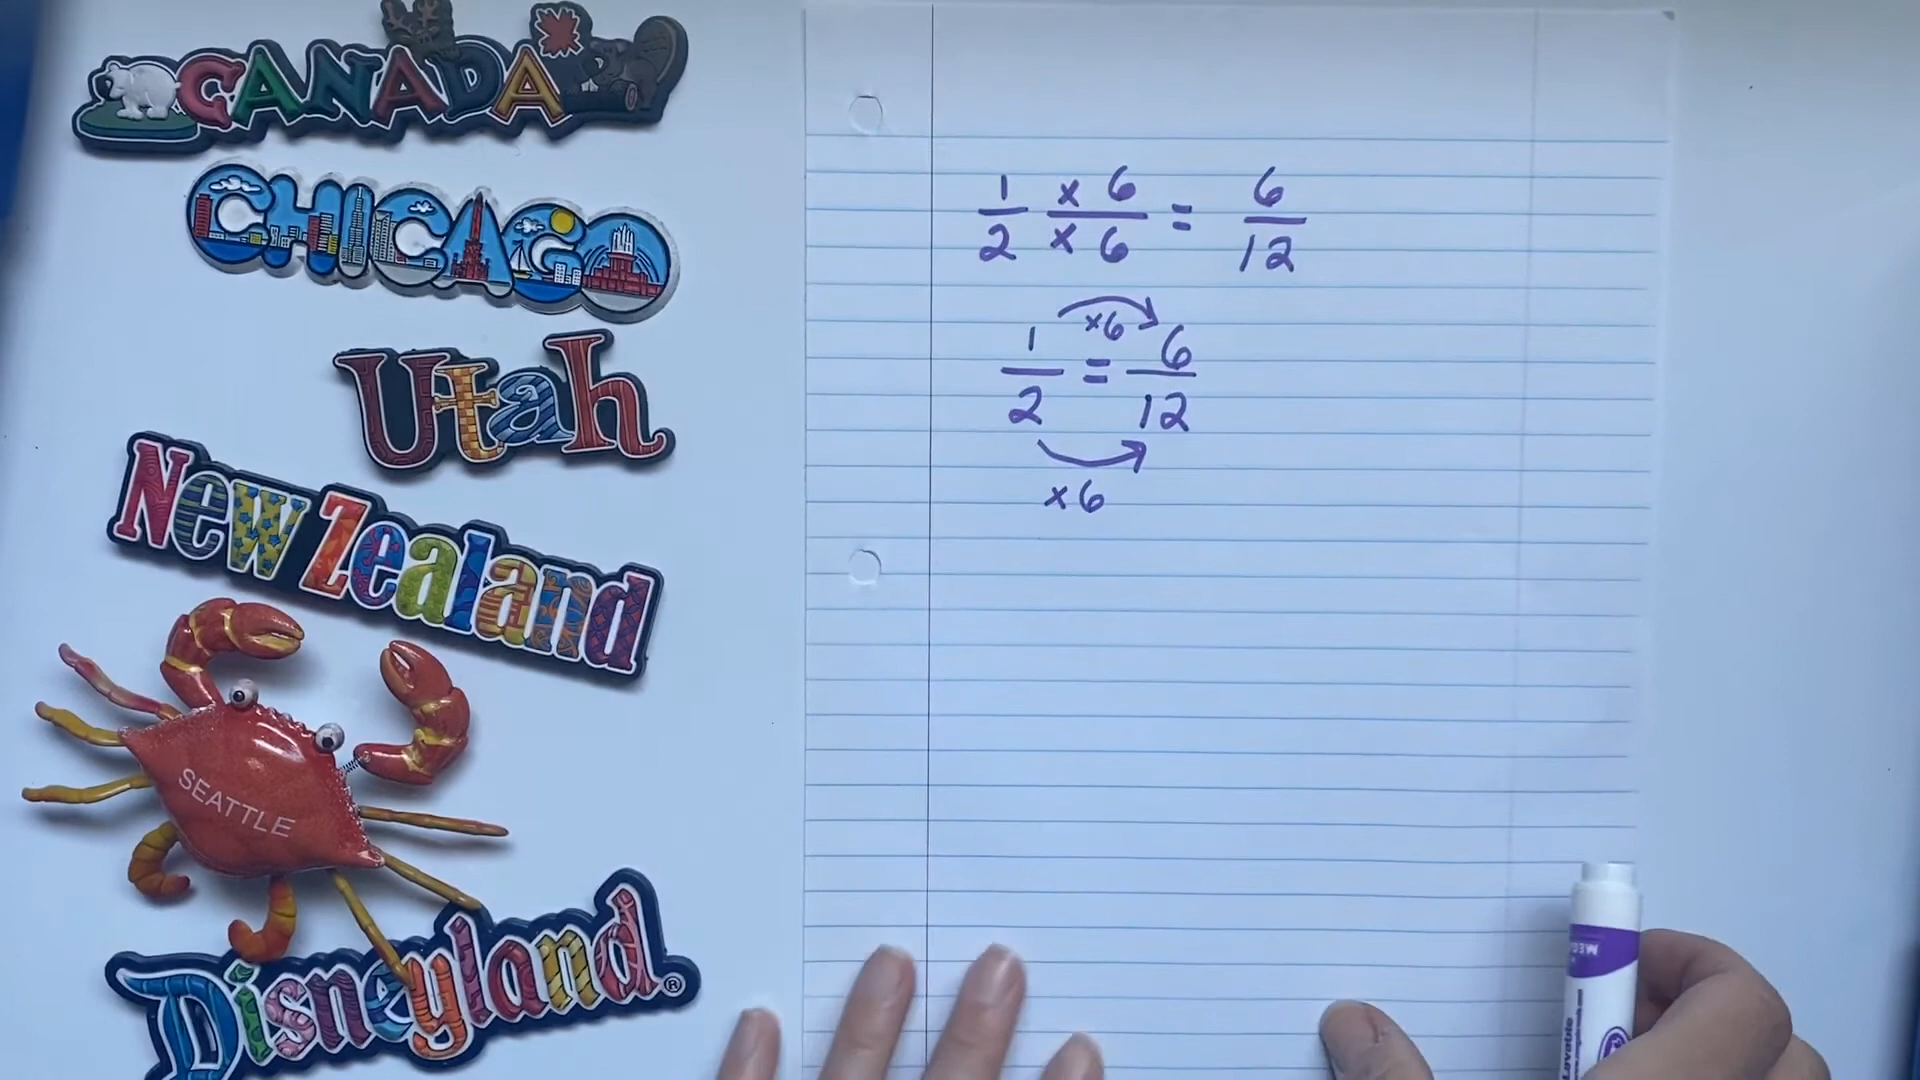 CANADA
CHICAGO
Utah
New Zealand
SEATTLE
Disneyland®
1/2 x 6/x 6 = 6/12
x6
1/2 = 6/12
x6
Lavable